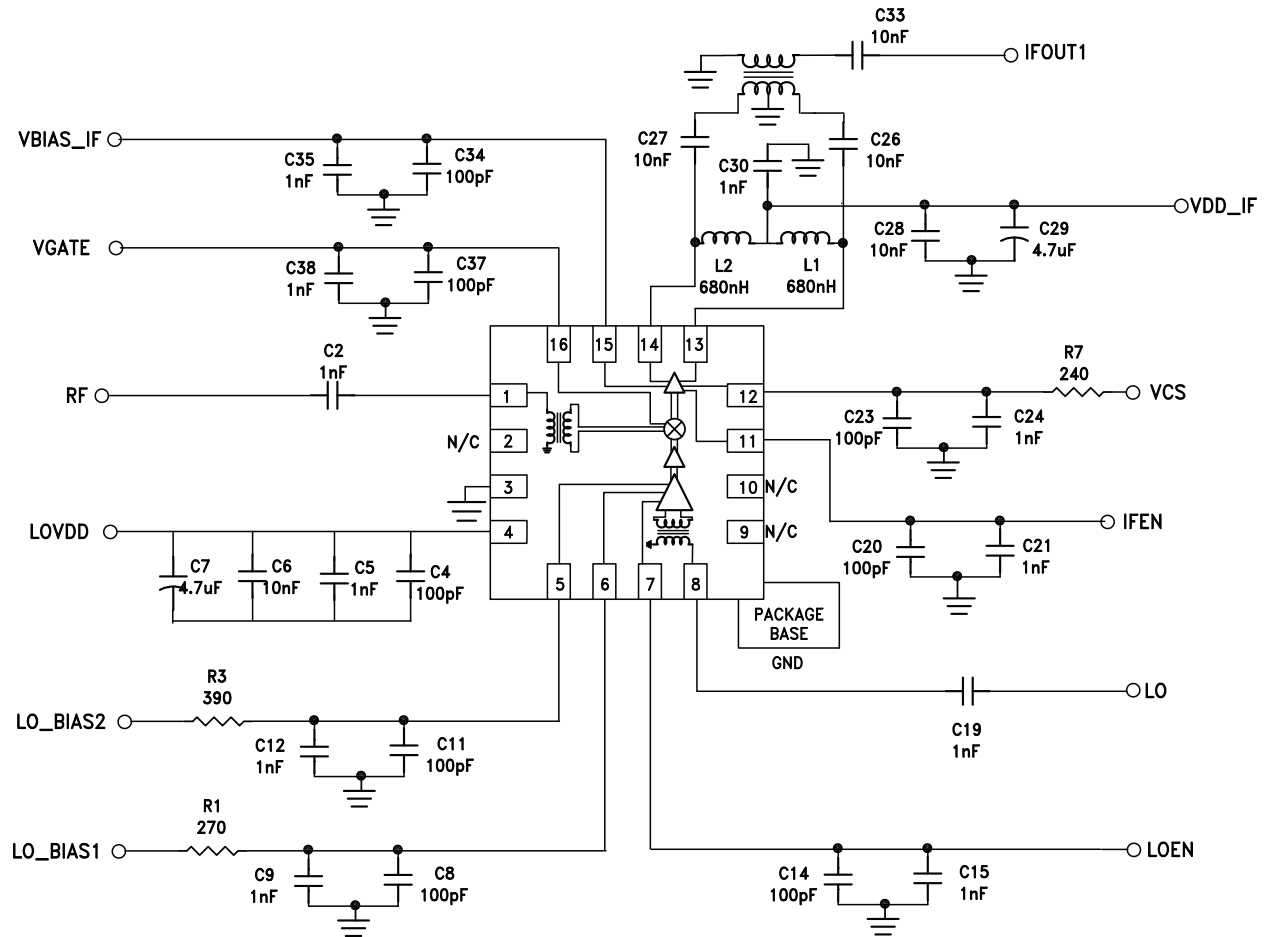 C33
10nF
IFOUT1
VBIAS_IF
C35
1nF
C34
100pF
C27
10nF
C30
1nF
C26
10nF
VDD_IF
C28
10nF
C29
4.7uF
VGATE
C38
1nF
C37
100pF
L2
680nH
L1
680nH
16
15
14
13
RF
C2
1nF
1
12
R7
240
VCS
C23
100pF
C24
1nF
N/C
2
11
3
10
N/C
LOVDD
4
9
N/C
IFEN
C20
100pF
C21
1nF
C7
4.7uF
C6
10nF
C5
1nF
C4
100pF
5
6
7
8
PACKAGE
BASE
GND
R3
390
LO_BIAS2
C12
1nF
C11
100pF
LO
C19
1nF
R1
270
LO_BIAS1
C9
1nF
C8
100pF
LOEN
C14
100pF
C15
1nF